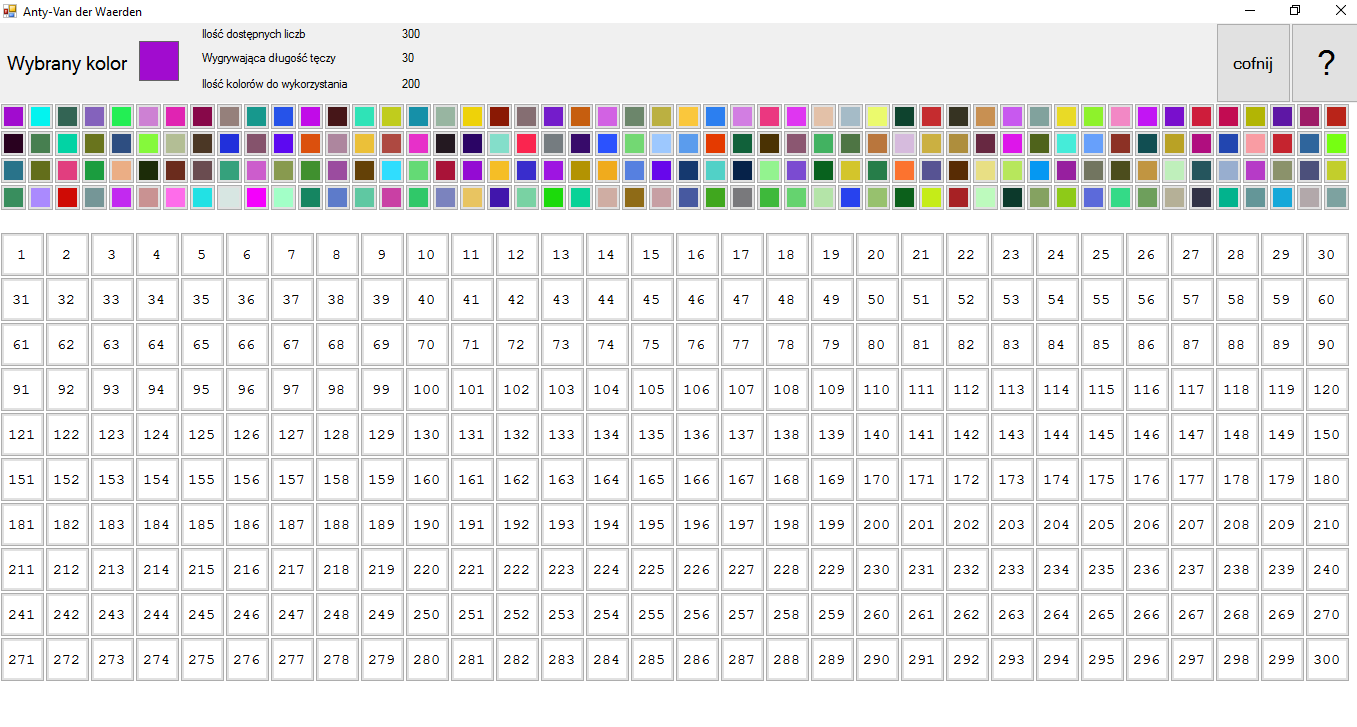 Anty-Van der Waerden
Wybrany kolor
Ilość dostępnych liczb 300
Wygrywająca długość tęczy 30
Ilość kolorów do wykorzystania 200
cofnij
?
1 2 3 4 5 6 7 8 9 10 11 12 13 14 15 16 17 18 19 20 21 22 23 24 25 26 27 28 29 30
31 32 33 34 35 36 37 38 39 40 41 42 43 44 45 46 47 48 49 50 51 52 53 54 55 56 57 58 59 60
61 62 63 64 65 66 67 68 69 70 71 72 73 74 75 76 77 78 79 80 81 82 83 84 85 86 87 88 89 90
91 92 93 94 95 96 97 98 99 100 101 102 103 104 105 106 107 108 109 110 111 112 113 114 115 116 117 118 119 120
121 122 123 124 125 126 127 128 129 130 131 132 133 134 135 136 137 138 139 140 141 142 143 144 145 146 147 148 149 150
151 152 153 154 155 156 157 158 159 160 161 162 163 164 165 166 167 168 169 170 171 172 173 174 175 176 177 178 179 180
181 182 183 184 185 186 187 188 189 190 191 192 193 194 195 196 197 198 199 200 201 202 203 204 205 206 207 208 209 210
211 212 213 214 215 216 217 218 219 220 221 222 223 224 225 226 227 228 229 230 231 232 233 234 235 236 237 238 239 240
241 242 243 244 245 246 247 248 249 250 251 252 253 254 255 256 257 258 259 260 261 262 263 264 265 266 267 268 269 270
271 272 273 274 275 276 277 278 279 280 281 282 283 284 285 286 287 288 289 290 291 292 293 294 295 296 297 298 299 300